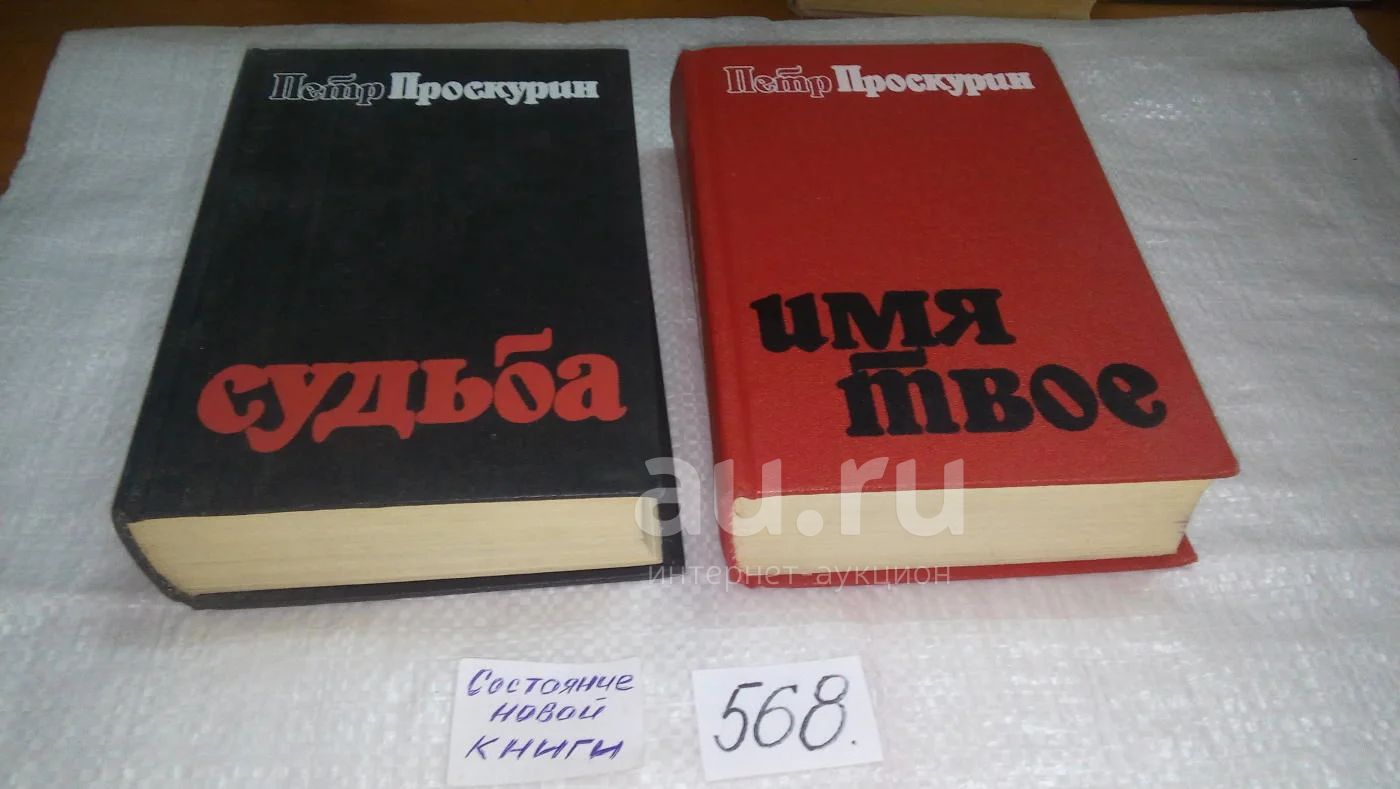 Петр Проскурин
судьба
Петр Проскурин
имя
твое
au.ru
интернет аукцион
Состояние
новой
книги
568.